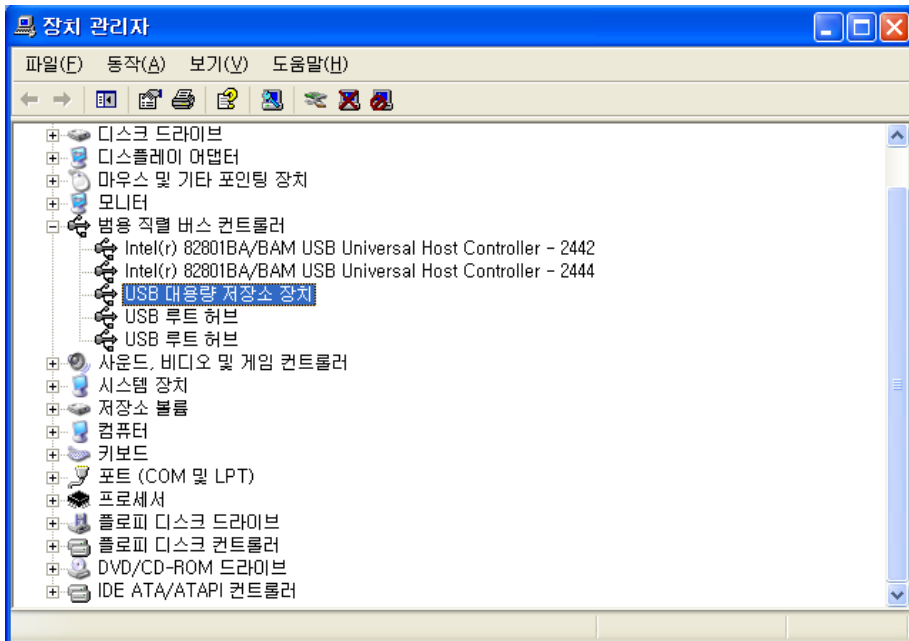 장치 관리자
파일(F) 동작(A) 보기(V) 도움말(H)
디스크 드라이브
디스플레이 어댑터
마우스 및 기타 포인팅 장치
모니터
범용 직렬 버스 컨트롤러
Intel(r) 82801BA/BAM USB Universal Host Controller - 2442
Intel(r) 82801BA/BAM USB Universal Host Controller - 2444
USB 대용량 저장소 장치
USB 루트 허브
USB 루트 허브
사운드, 비디오 및 게임 컨트롤러
시스템 장치
저장소 볼륨
컴퓨터
키보드
포트 (COM 및 LPT)
프로세서
플로피 디스크 드라이브
플로피 디스크 컨트롤러
DVD/CD-ROM 드라이브
IDE ATA/ATAPI 컨트롤러